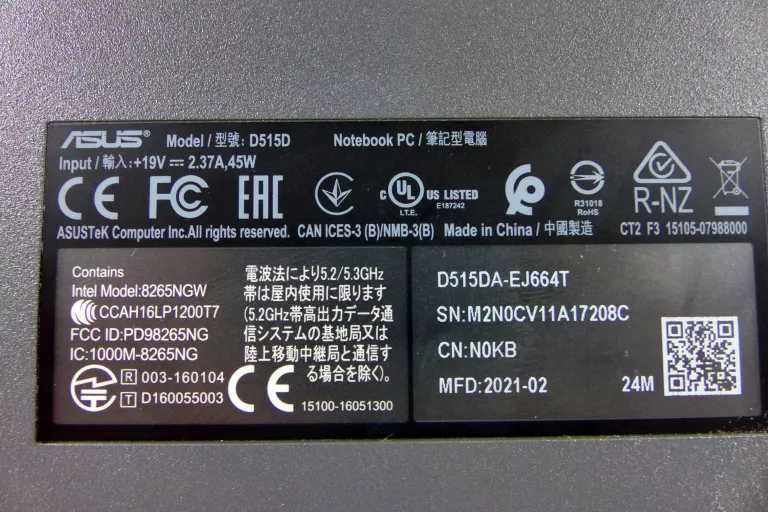 ASUS® Model / 型號: D515D Notebook PC / 筆記型電腦
Input / 輸入: +19V ⎓ 2.37A,45W
CE FC EAC c UL US LISTED I.T.E. E187242 R31018 RoHS R-NZ
ASUSTeK Computer Inc.All rights reserved. CAN ICES-3 (B)/NMB-3(B) Made in China / 中國製造 CT2 F3 15105-07988000
Contains
Intel Model:8265NGW
CCAH16LP1200T7
FCC ID:PD98265NG
IC:1000M-8265NG
R 003-160104
T D160055003
電波法により5.2/5.3GHz
帯は屋内使用に限ります
(5.2GHz帯高出力データ通
信システムの基地局又は
陸上移動中継局と通信す
る場合を除く)。
CE 15100-16051300
D515DA-EJ664T
SN:M2N0CV11A17208C
CN:N0KB
MFD:2021-02 24M